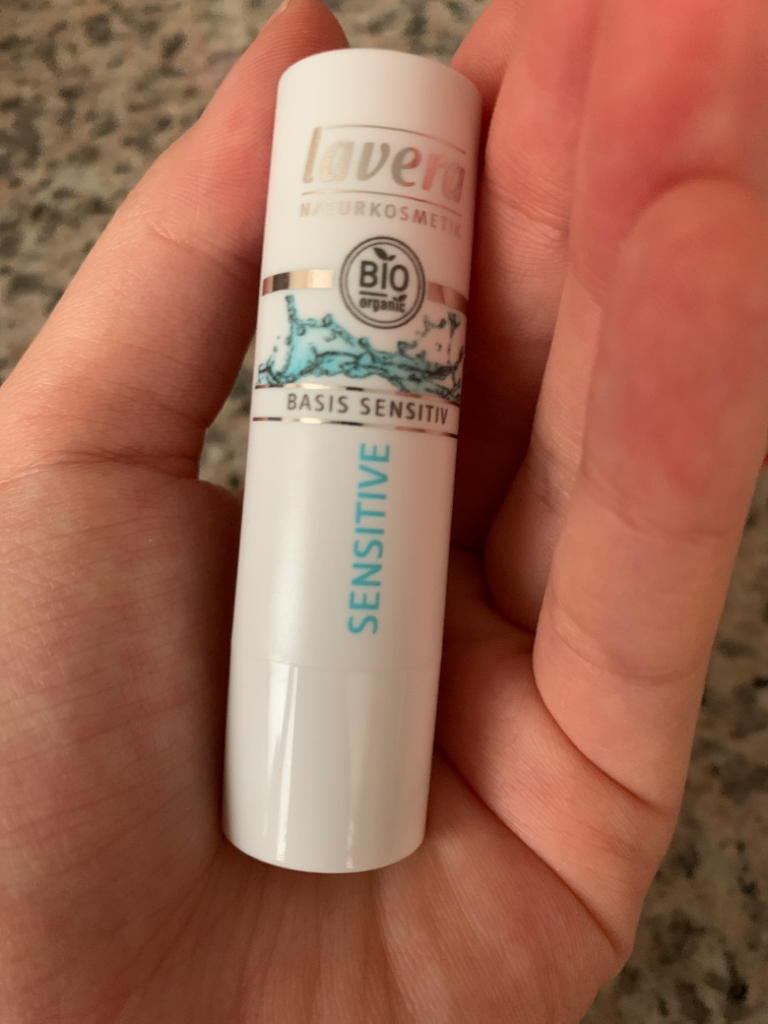 lavera
NATURKOSMETIK
BIO
organic
BASIS SENSITIV
SENSITIVE